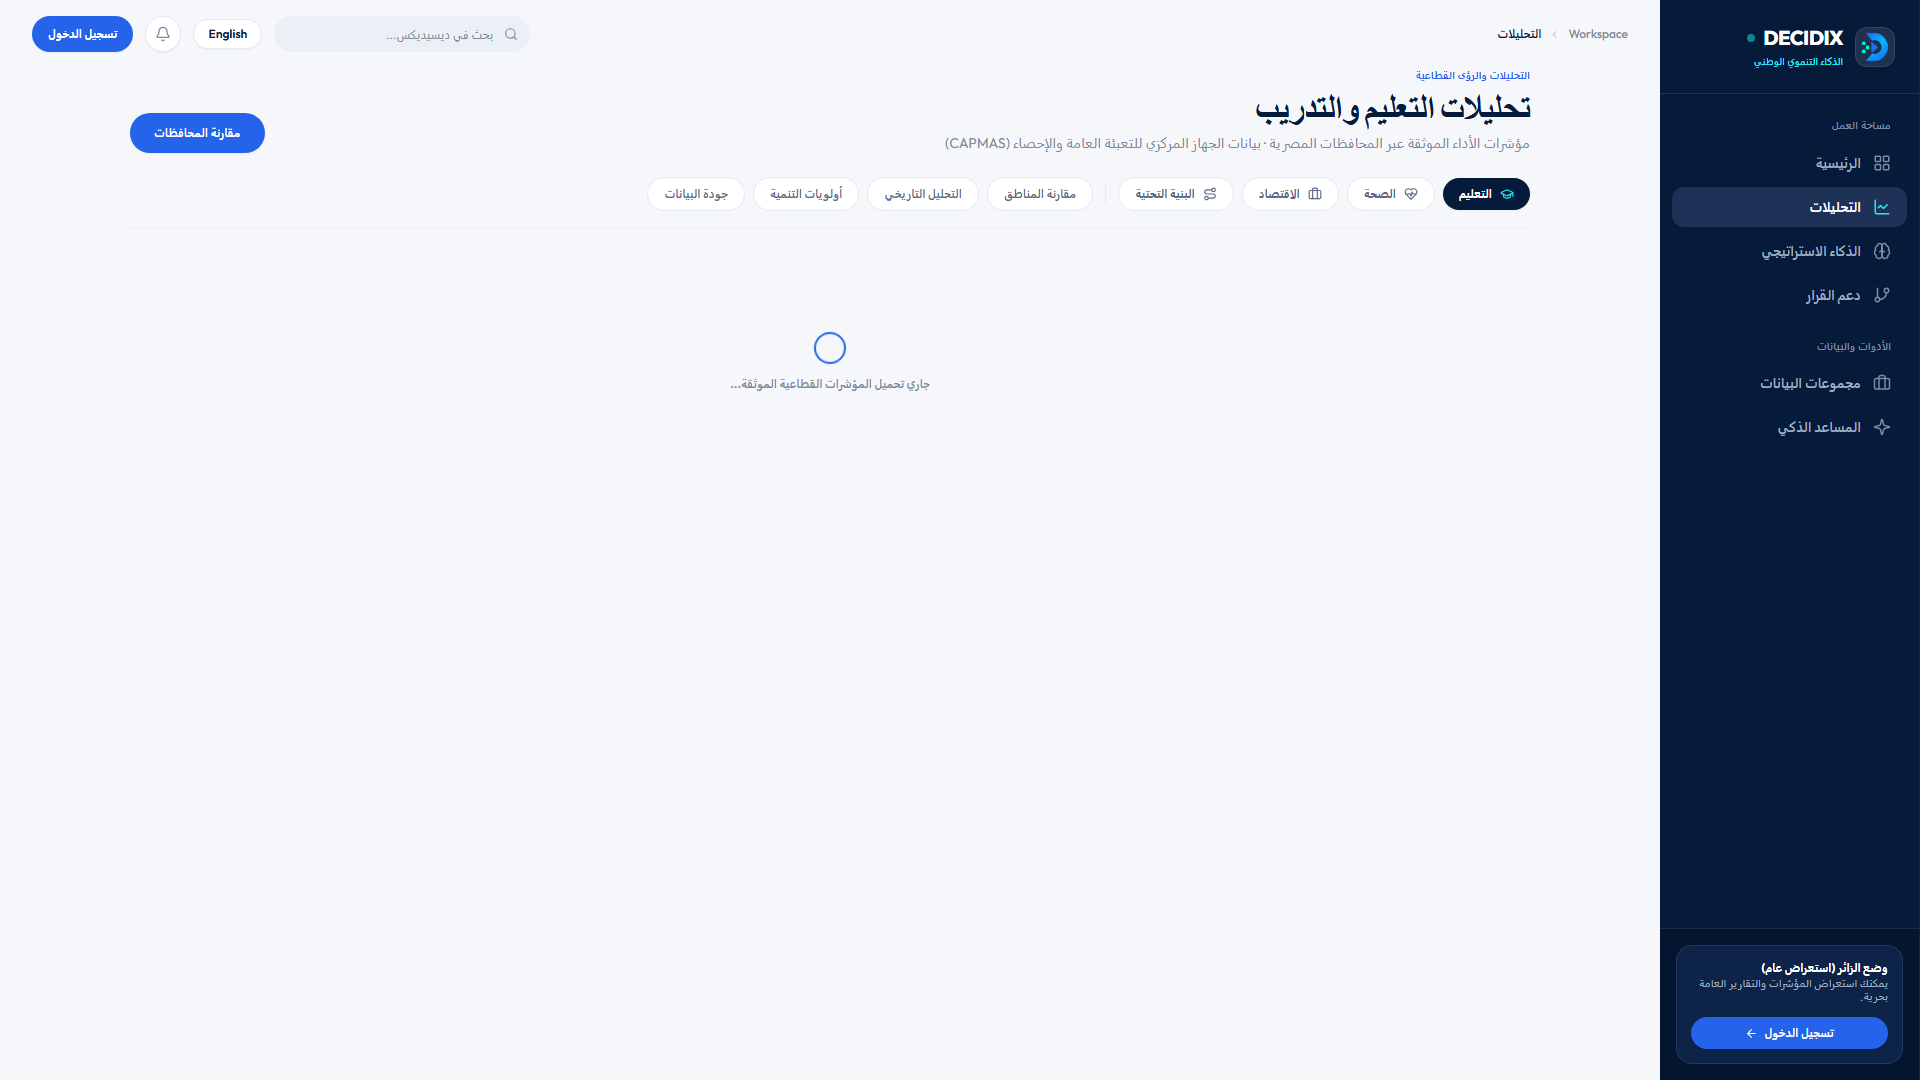 DECIDIX
الذكاء التنموي الوطني
مساحة العمل
الرئيسية
التحليلات
الذكاء الاستراتيجي
دعم القرار
الأدوات والبيانات
مجموعات البيانات
المساعد الذكي
وضع الزائر (استعراض عام)
يمكنك استعراض المؤشرات والتقارير العامة
بحرية.
تسجيل الدخول
Workspace
التحليلات
بحث في ديسيديكس...
English
تسجيل الدخول
التحليلات والرؤى القطاعية
تحليلات التعليم والتدريب
مؤشرات الأداء الموثقة عبر المحافظات المصرية · بيانات الجهاز المركزي للتعبئة العامة والإحصاء (CAPMAS)
مقارنة المحافظات
التعليم
الصحة
الاقتصاد
البنية التحتية
مقارنة المناطق
التحليل التاريخي
أولويات التنمية
جودة البيانات
جاري تحميل المؤشرات القطاعية الموثقة...